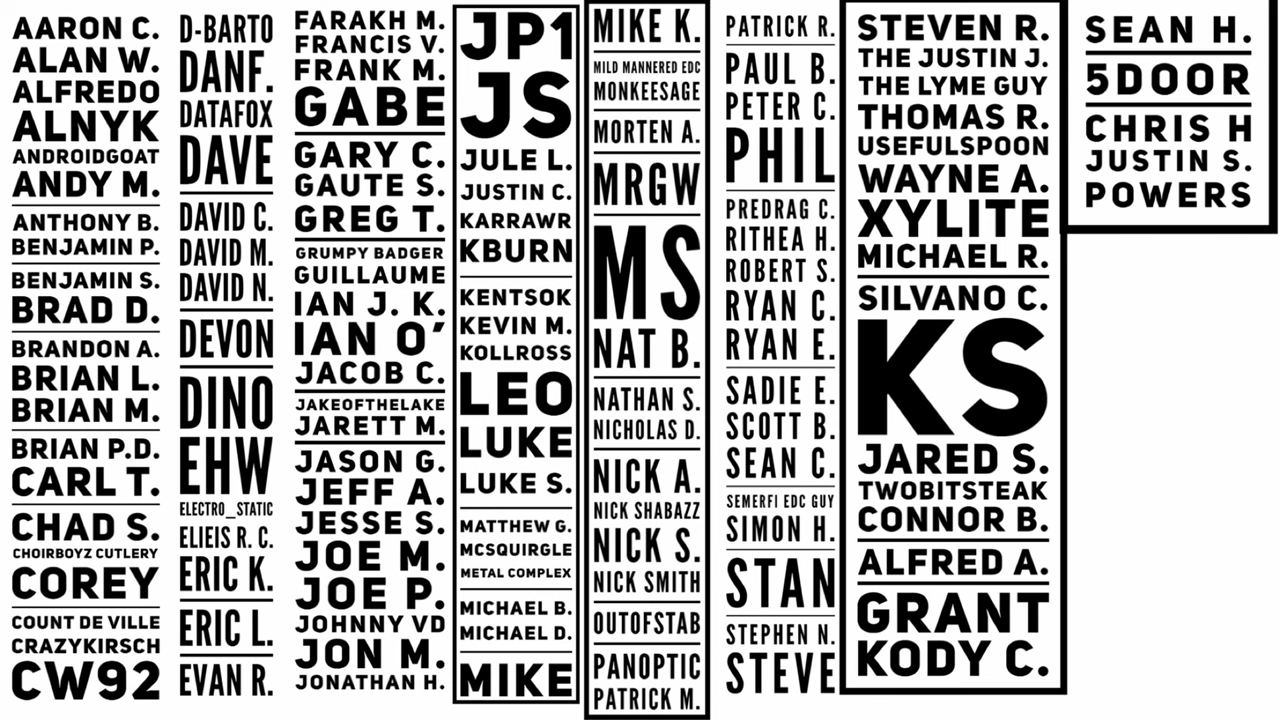 AARON C.
ALAN W.
ALFREDO
ALNYK
ANDROIDGOAT
ANDY M.
ANTHONY B.
BENJAMIN P.
BENJAMIN S.
BRAD D.
BRANDON A.
BRIAN L.
BRIAN M.
BRIAN P.D.
CARL T.
CHAD S.
CHOIRBOYZ CUTLERY
COREY
COUNT DE VILLE
CRAZYKIRSCH
CW92
D-BARTO
DANF.
DATAFOX
DAVE
DAVID C.
DAVID M.
DAVID N.
DEVON
DINO
EHW
ELECTRO_STATIC
ELIEIS R. C.
ERIC K.
ERIC L.
EVAN R.
FARAKH M.
FRANCIS V.
FRANK M.
GABE
GARY C.
GAUTE S.
GREG T.
GRUMPY BADGER
GUILLAUME
IAN J. K.
IAN O’
JACOB C.
JAKEOFTHELAKE
JARETT M.
JASON G.
JEFF A.
JESSE S.
JOE M.
JOE P.
JOHNNY VD
JON M.
JONATHAN H.
JP1
JS
JULE L.
JUSTIN C.
KARRAWR
KBURN
KENTSOK
KEVIN M.
KOLLROSS
LEO
LUKE
LUKE S.
MATTHEW G.
MCSQUIRGLE
METAL COMPLEX
MICHAEL B.
MICHAEL D.
MIKE
MIKE K.
MILD MANNERED EDC
MONKEESAGE
MORTEN A.
MRGW
MS
NAT B.
NATHAN S.
NICHOLAS D.
NICK A.
NICK SHABAZZ
NICK S.
NICK SMITH
OUTOFSTAB
PANOPTIC
PATRICK M.
PATRICK R.
PAUL B.
PETER C.
PHIL
PREDRAG C.
RITHEA H.
ROBERT S.
RYAN C.
RYAN E.
SADIE E.
SCOTT B.
SEAN C.
SEMERFI EDC GUY
SIMON H.
STAN
STEPHEN N.
STEVE
STEVEN R.
THE JUSTIN J.
THE LYME GUY
THOMAS R.
USEFULSPOON
WAYNE A.
XYLITE
MICHAEL R.
SILVANO C.
KS
JARED S.
TWOBITSTEAK
CONNOR B.
ALFRED A.
GRANT
KODY C.
SEAN H.
5DOOR
CHRIS H
JUSTIN S.
POWERS